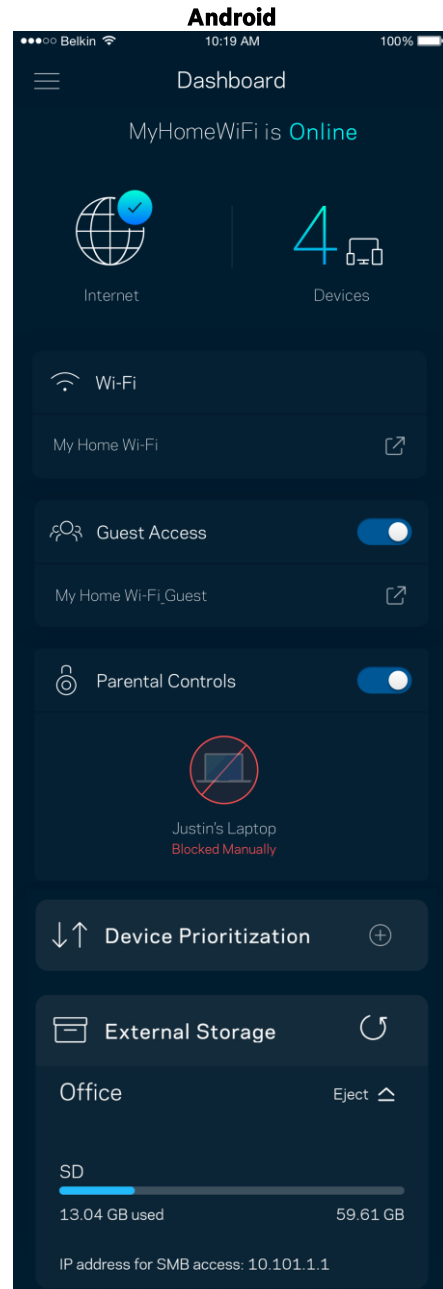 Android
Belkin 10:19 AM 100%
Dashboard
MyHomeWiFi is Online
4
Internet Devices
Wi-Fi
My Home Wi-Fi
Guest Access
My Home Wi-Fi_Guest
Parental Controls
Justin's Laptop
Blocked Manually
Device Prioritization
External Storage
Office Eject
SD
13.04 GB used 59.61 GB
IP address for SMB access: 10.101.1.1